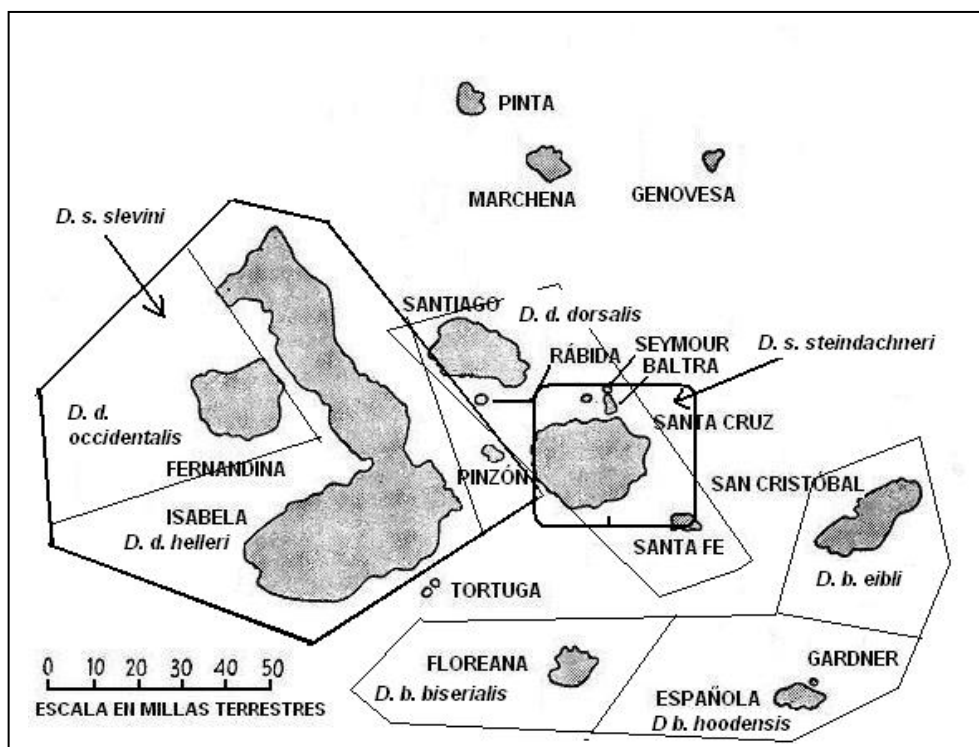 PINTA
MARCHENA
GENOVESA
D. s. slevini
SANTIAGO
D. d. dorsalis
RÁBIDA
SEYMOUR
BALTRA
D. s. steindachneri
SANTA CRUZ
D. d.
occidentalis
FERNANDINA
PINZÓN
SAN CRISTÓBAL
ISABELA
D. d. helleri
SANTA FE
D. b. eibli
TORTUGA
FLOREANA
D. b. biserialis
GARDNER
ESPAÑOLA
D b. hoodensis
0 10 20 30 40 50
ESCALA EN MILLAS TERRESTRES